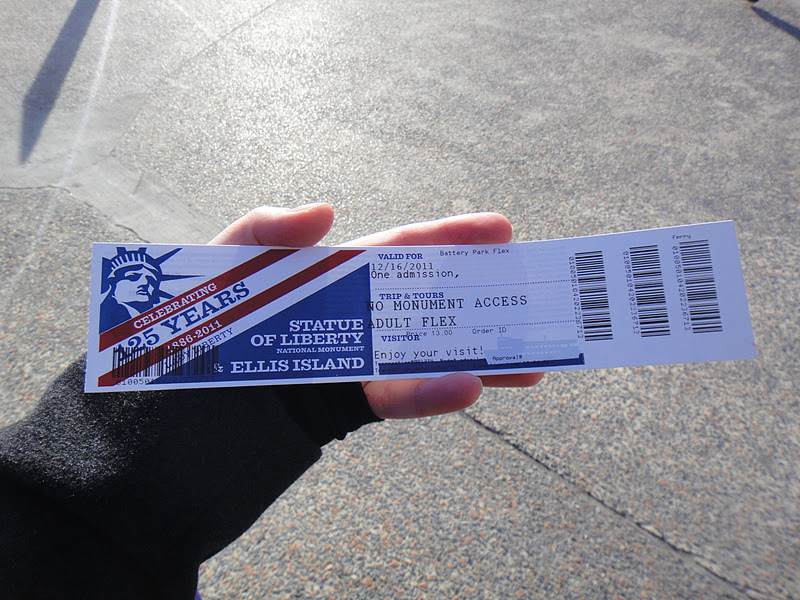 CELEBRATING
125 YEARS
1886-2011
LIBERTY
STATUE
OF LIBERTY
NATIONAL MONUMENT
ELLIS ISLAND
VALID FOR
Battery Park Flex
12/16/2011
One admission,
TRIP & TOURS
NO MONUMENT ACCESS
ADULT FLEX
Price 13.00 Order ID
VISITOR
Enjoy your visit!
Approval#
Ferry